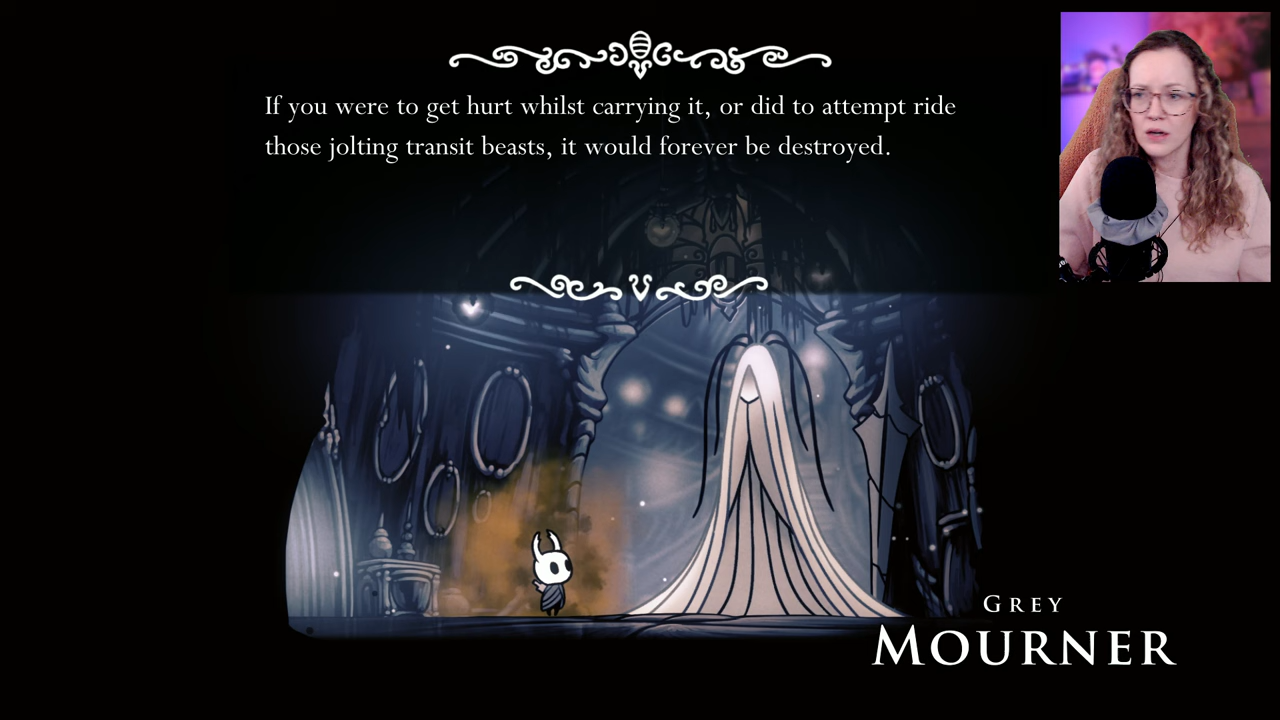 If you were to get hurt whilst carrying it, or did to attempt ride
those jolting transit beasts, it would forever be destroyed.
GREY
MOURNER